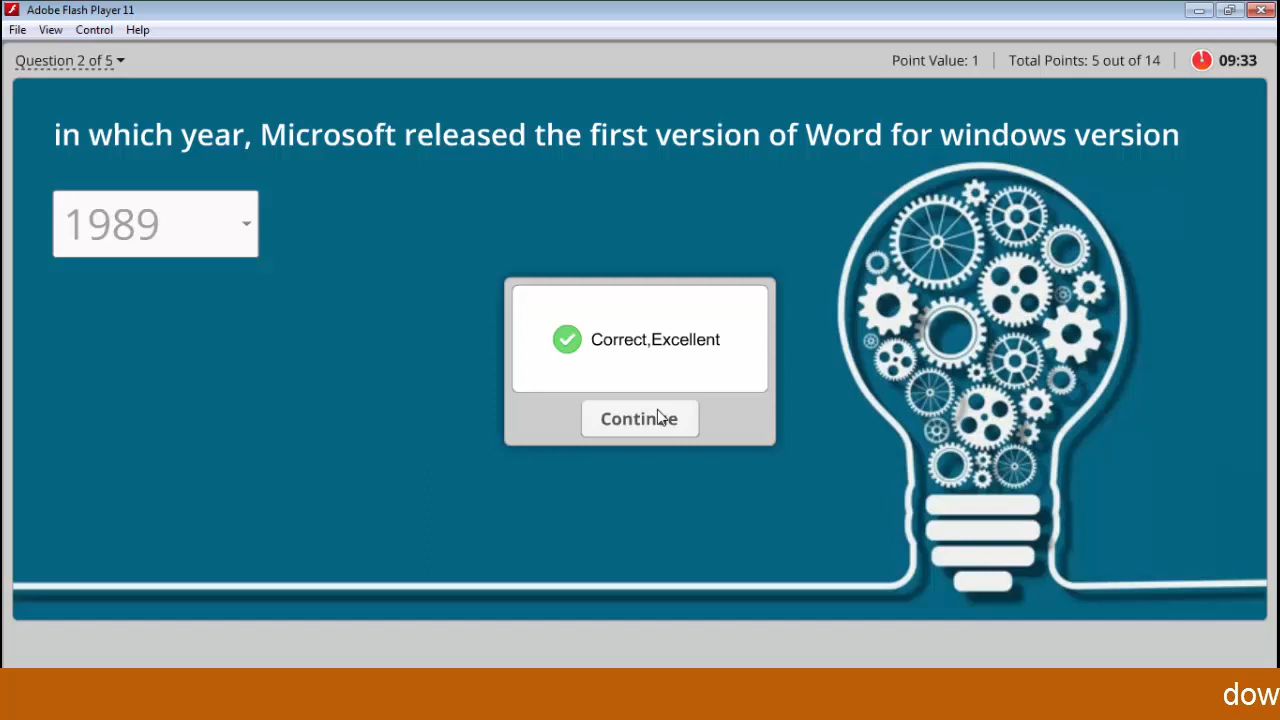 Adobe Flash Player 11
File View Control Help
Question 2 of 5
Point Value: 1 | Total Points: 5 out of 14 | 09:33
in which year, Microsoft released the first version of Word for windows version
1989
Correct,Excellent
Continue
dow